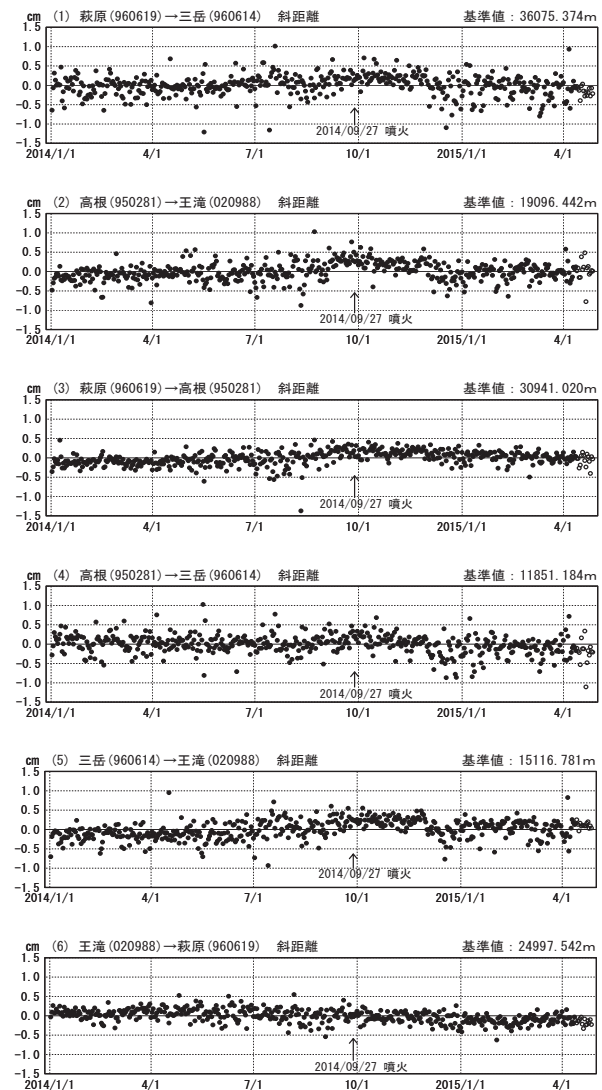 cm (1) 萩原(960619)→三岳(960614) 斜距離 基準値:36075.374m
1.5
1.0
0.5
0.0
-0.5
-1.0
-1.5
2014/09/27 噴火
2014/1/1 4/1 7/1 10/1 2015/1/1 4/1
cm (2) 高根(950281)→王滝(020988) 斜距離 基準値:19096.442m
1.5
1.0
0.5
0.0
-0.5
-1.0
-1.5
2014/09/27 噴火
2014/1/1 4/1 7/1 10/1 2015/1/1 4/1
cm (3) 萩原(960619)→高根(950281) 斜距離 基準値:30941.020m
1.5
1.0
0.5
0.0
-0.5
-1.0
-1.5
2014/09/27 噴火
2014/1/1 4/1 7/1 10/1 2015/1/1 4/1
cm (4) 高根(950281)→三岳(960614) 斜距離 基準値:11851.184m
1.5
1.0
0.5
0.0
-0.5
-1.0
-1.5
2014/09/27 噴火
2014/1/1 4/1 7/1 10/1 2015/1/1 4/1
cm (5) 三岳(960614)→王滝(020988) 斜距離 基準値:15116.781m
1.5
1.0
0.5
0.0
-0.5
-1.0
-1.5
2014/09/27 噴火
2014/1/1 4/1 7/1 10/1 2015/1/1 4/1
cm (6) 王滝(020988)→萩原(960619) 斜距離 基準値:24997.542m
1.5
1.0
0.5
0.0
-0.5
-1.0
-1.5
2014/09/27 噴火
2014/1/1 4/1 7/1 10/1 2015/1/1 4/1